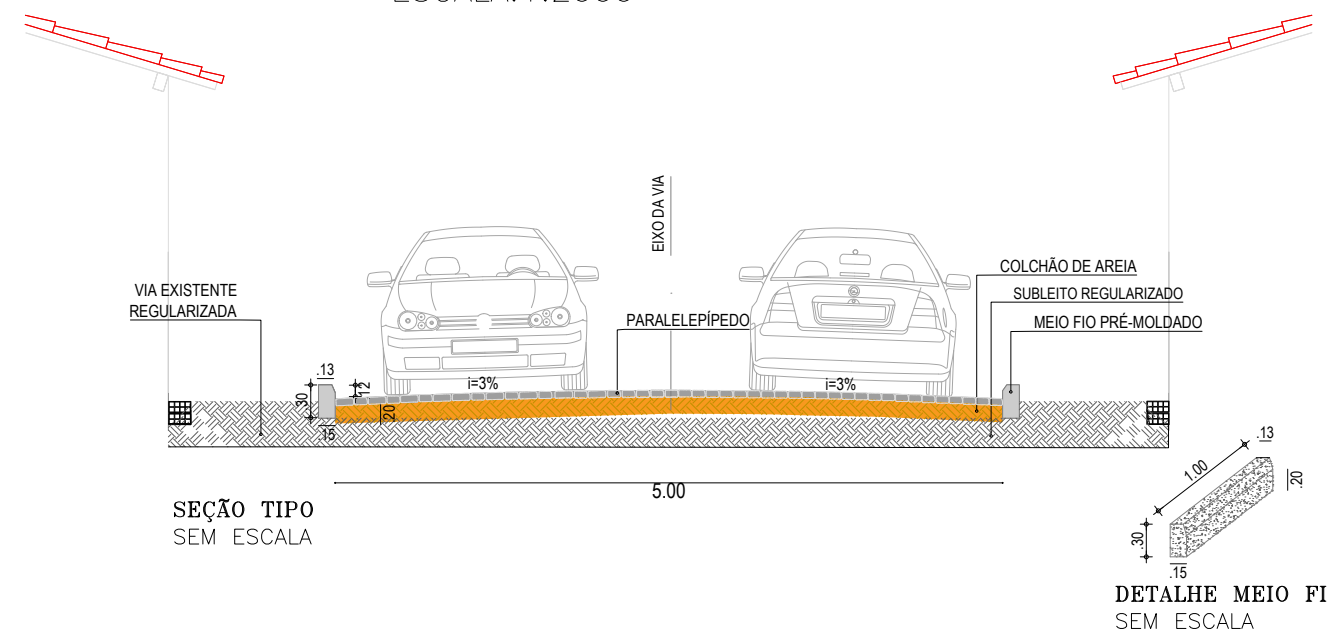 EIXO DA VIA
COLCHÃO DE AREIA
VIA EXISTENTE
REGULARIZADA
SUBLEITO REGULARIZADO
PARALELEPÍPEDO
MEIO FIO PRÉ-MOLDADO
.13
.12
i=3%
i=3%
.30
.20
.15
5.00
SEÇÃO TIPO
SEM ESCALA
.13
1.00
.20
.30
.15
DETALHE MEIO FI
SEM ESCALA